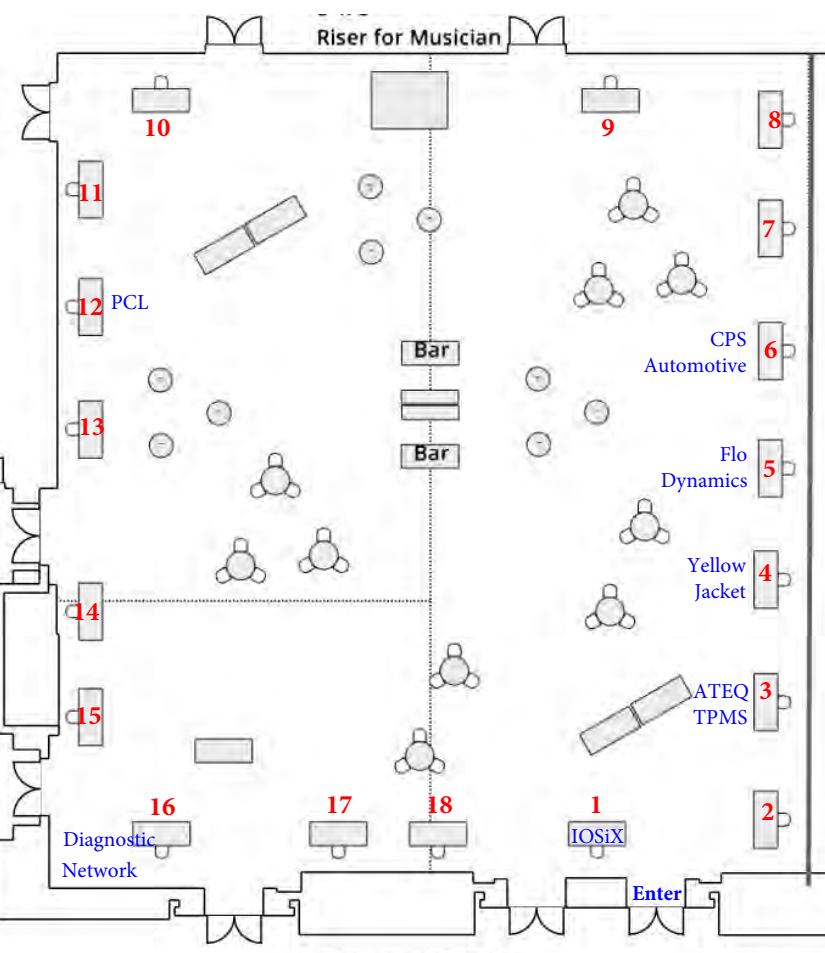 Riser for Musician
10
9
8
11
7
12 PCL
Bar
CPS
Automotive
6
13
Bar
Flo
Dynamics
5
Yellow
Jacket
4
14
ATEQ
TPMS
3
15
16
17
18
1
2
Diagnostic
Network
IOSiX
Enter